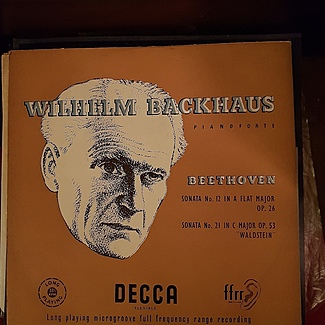 WILHELM BACKHAUS
PIANOFORTE
BEETHOVEN
SONATA No. 12 IN A FLAT MAJOR
OP. 26
SONATA No. 21 IN C MAJOR OP. 53
"WALDSTEIN"
LONG
PLAYING
DECCA
ffrr
Long playing microgroove full frequency range recording